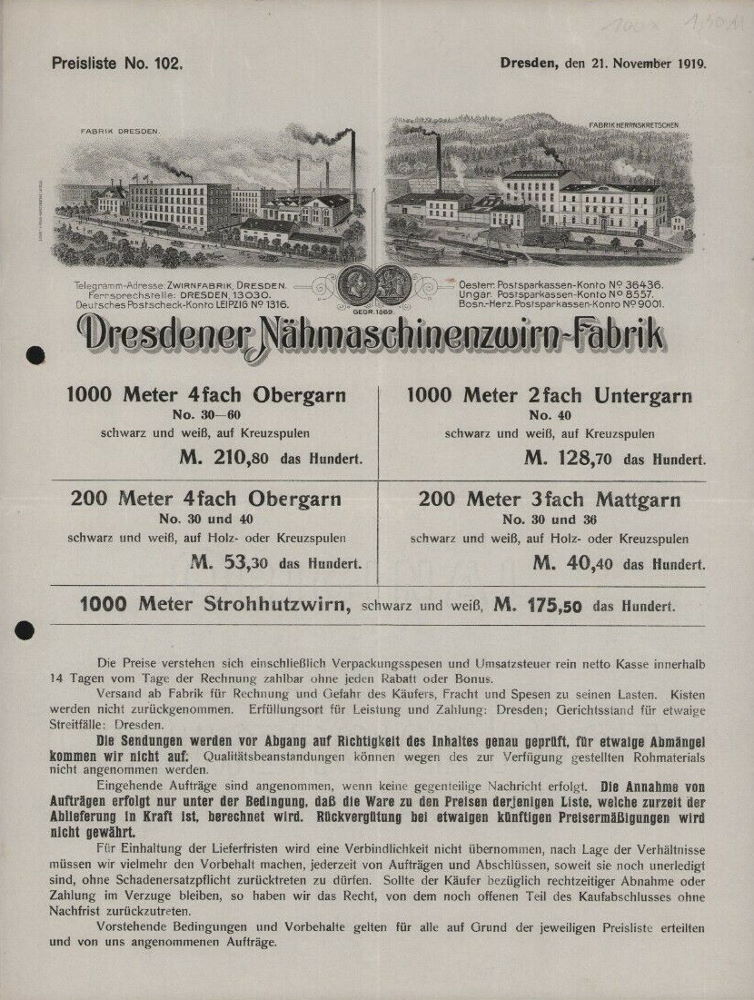 Preisliste No. 102.
Dresden, den 21. November 1919.
FABRIK DRESDEN.
FABRIK HERRNSKRETSCHEN
Telegramm-Adresse: ZWIRNFABRIK, DRESDEN.
Fernsprechstelle: DRESDEN, 13030.
Deutsches Postscheck-Konto LEIPZIG Nº 1316.
GEGR. 1869.
Oesterr. Postsparkassen-Konto Nº 36436.
Ungar. Postsparkassen-Konto Nº 8557.
Bosn.-Herz. Postsparkassen-Konto Nº 9001.
Dresdener Nähmaschinenzwirn-Fabrik
1000 Meter 4fach Obergarn
No. 30—60
schwarz und weiß, auf Kreuzspulen
M. 210,80 das Hundert.
1000 Meter 2fach Untergarn
No. 40
schwarz und weiß, auf Kreuzspulen
M. 128,70 das Hundert.
200 Meter 4fach Obergarn
No. 30 und 40
schwarz und weiß, auf Holz- oder Kreuzspulen
M. 53,30 das Hundert.
200 Meter 3fach Mattgarn
No. 30 und 36
schwarz und weiß, auf Holz- oder Kreuzspulen
M. 40,40 das Hundert.
1000 Meter Strohhutzwirn, schwarz und weiß, M. 175,50 das Hundert.
Die Preise verstehen sich einschließlich Verpackungsspesen und Umsatzsteuer rein netto Kasse innerhalb
14 Tagen vom Tage der Rechnung zahlbar ohne jeden Rabatt oder Bonus.
Versand ab Fabrik für Rechnung und Gefahr des Käufers, Fracht und Spesen zu seinen Lasten. Kisten
werden nicht zurückgenommen. Erfüllungsort für Leistung und Zahlung: Dresden; Gerichtsstand für etwaige
Streitfälle: Dresden.
Die Sendungen werden vor Abgang auf Richtigkeit des Inhaltes genau geprüft, für etwaige Abmängel
kommen wir nicht auf; Qualitätsbeanstandungen können wegen des zur Verfügung gestellten Rohmaterials
nicht angenommen werden.
Eingehende Aufträge sind angenommen, wenn keine gegenteilige Nachricht erfolgt. Die Annahme von
Aufträgen erfolgt nur unter der Bedingung, daß die Ware zu den Preisen derjenigen Liste, welche zurzeit der
Ablieferung in Kraft ist, berechnet wird. Rückvergütung bei etwaigen künftigen Preisermäßigungen wird
nicht gewährt.
Für Einhaltung der Lieferfristen wird eine Verbindlichkeit nicht übernommen, nach Lage der Verhältnisse
müssen wir vielmehr den Vorbehalt machen, jederzeit von Aufträgen und Abschlüssen, soweit sie noch unerledigt
sind, ohne Schadenersatzpflicht zurücktreten zu dürfen. Sollte der Käufer bezüglich rechtzeitiger Abnahme oder
Zahlung im Verzuge bleiben, so haben wir das Recht, von dem noch offenen Teil des Kaufabschlusses ohne
Nachfrist zurückzutreten.
Vorstehende Bedingungen und Vorbehalte gelten für alle auf Grund der jeweiligen Preisliste erteilten
und von uns angenommenen Aufträge.